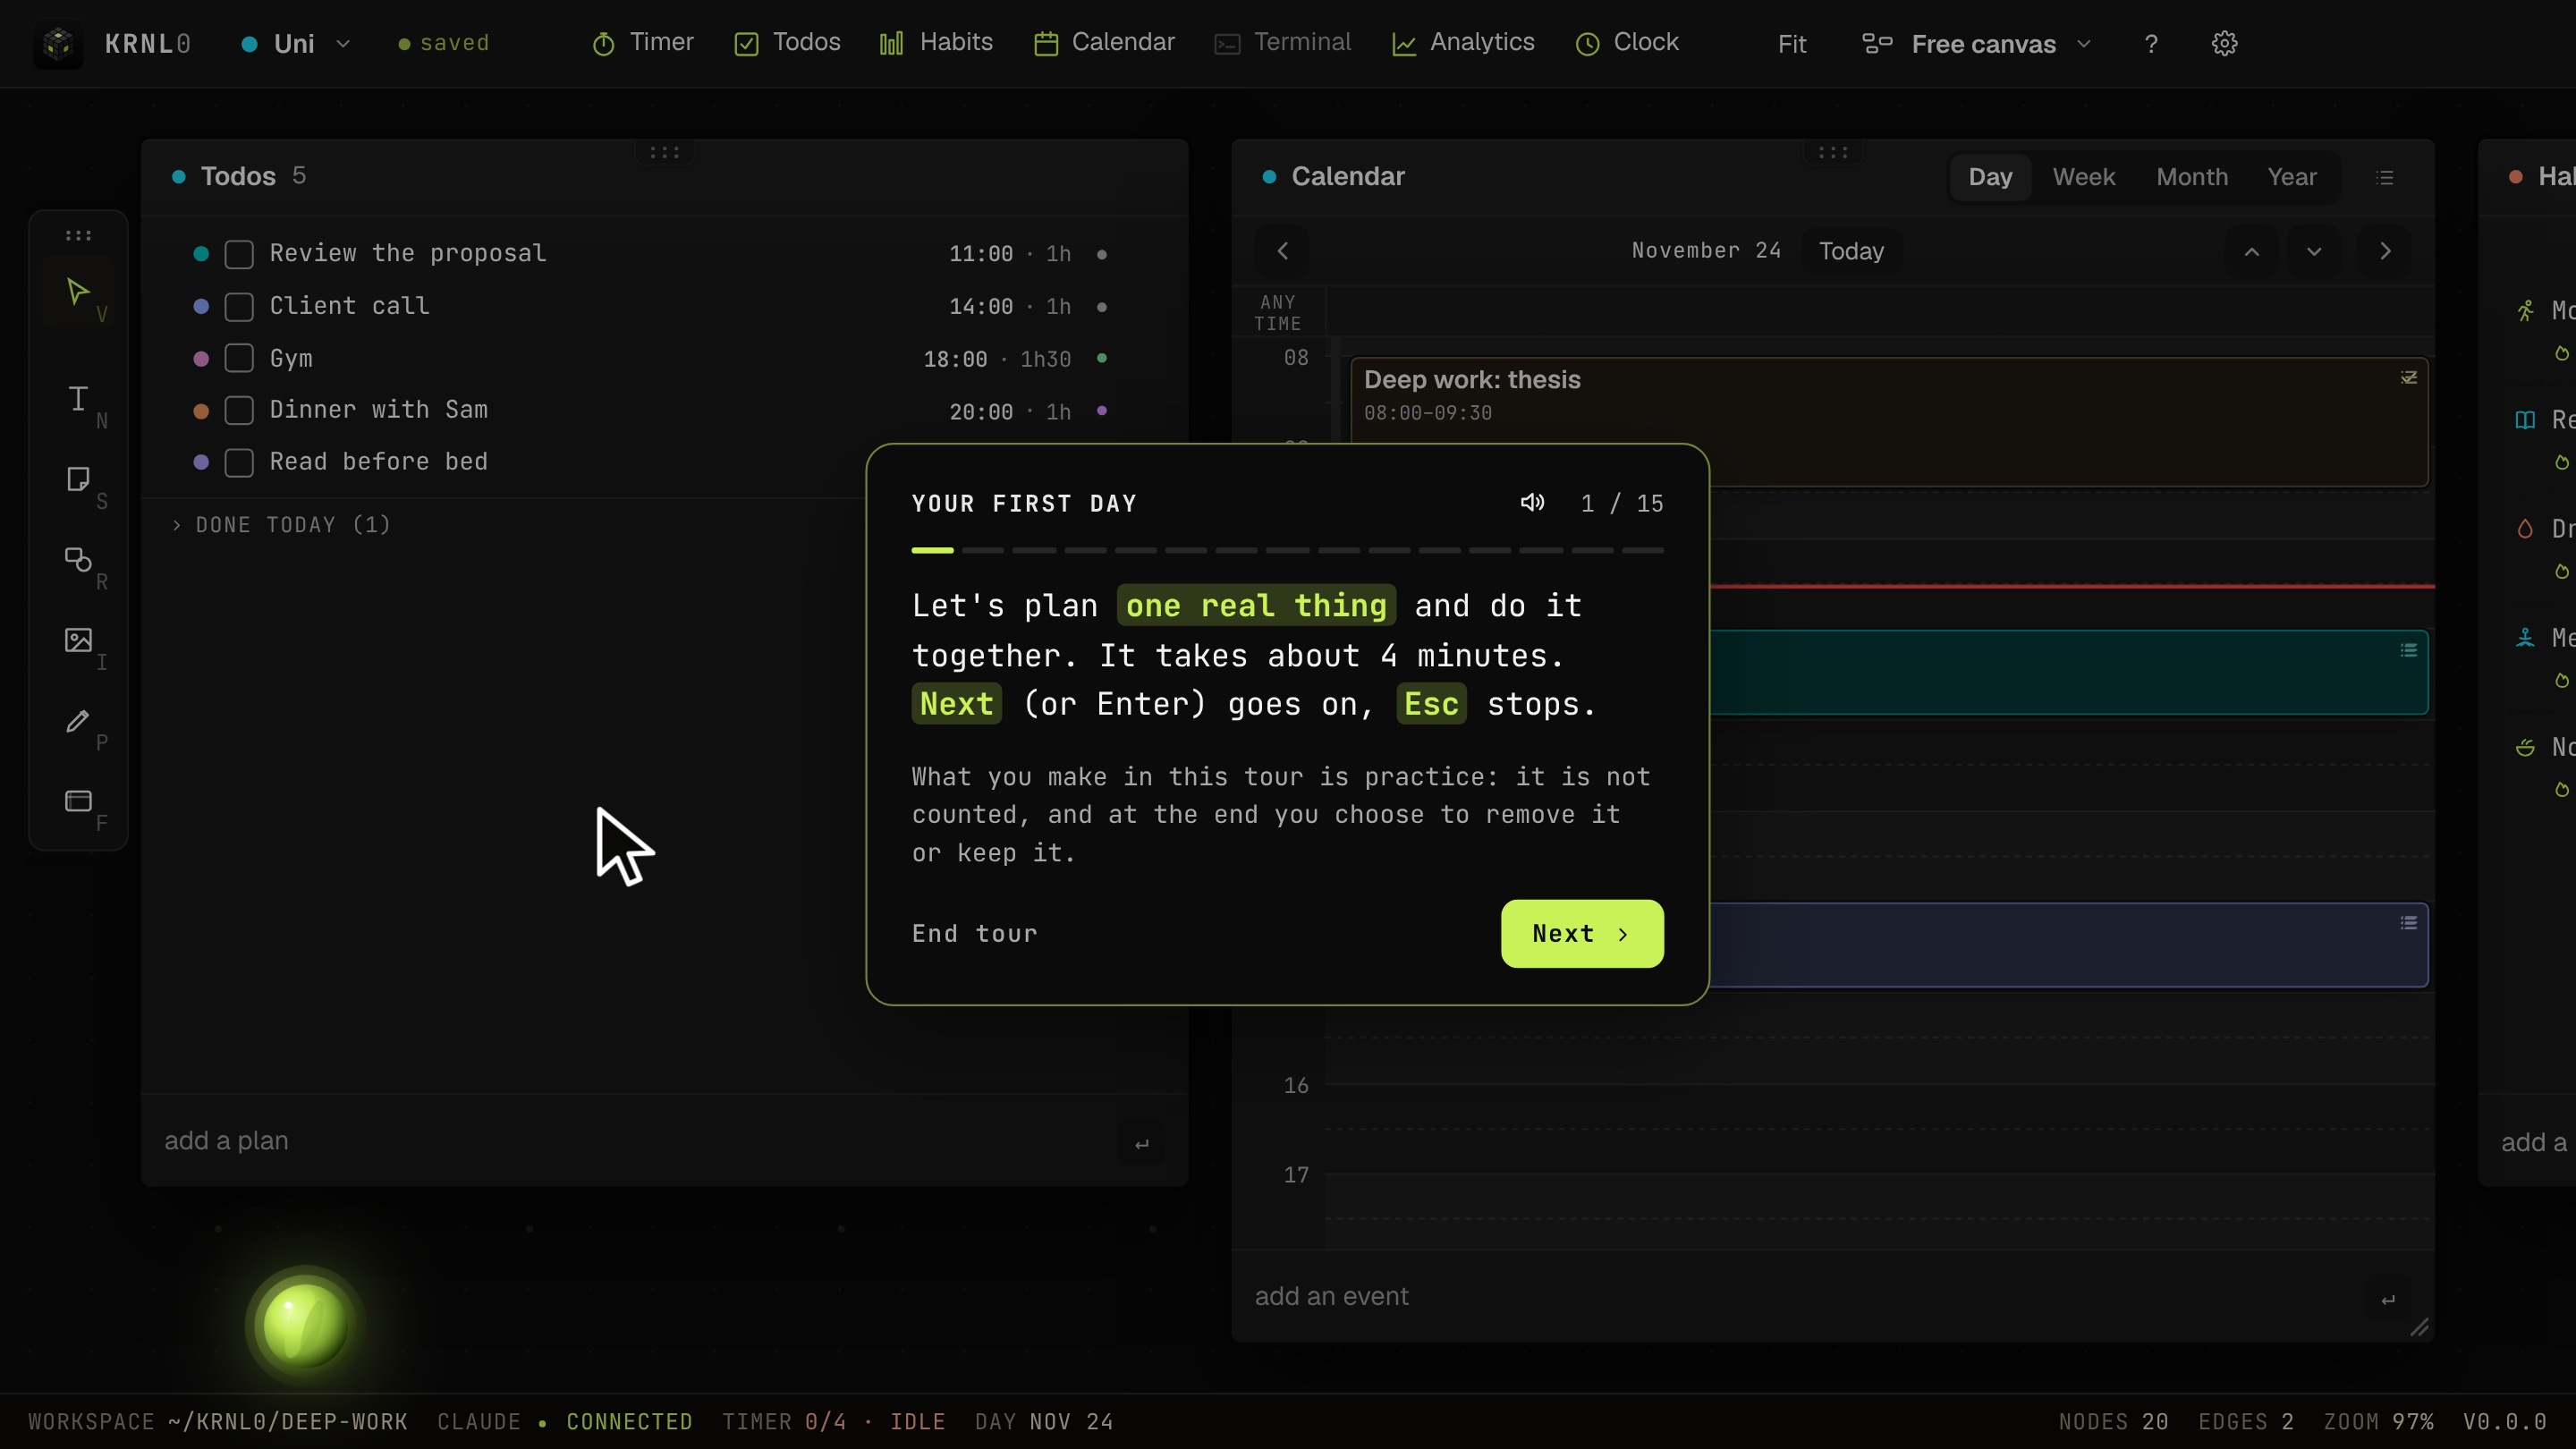 KRNL0 Uni saved Timer Todos Habits Calendar Terminal Analytics Clock Fit Free canvas ?
Todos 5
Review the proposal 11:00 · 1h
Client call 14:00 · 1h
Gym 18:00 · 1h30
Dinner with Sam 20:00 · 1h
Read before bed
DONE TODAY (1)
add a plan
V
N
S
R
I
P
F
Calendar Day Week Month Year
November 24 Today
ANY
TIME
08
Deep work: thesis
08:00–09:30
16
17
add an event
YOUR FIRST DAY 1 / 15
Let's plan one real thing and do it
together. It takes about 4 minutes.
Next (or Enter) goes on, Esc stops.
What you make in this tour is practice: it is not
counted, and at the end you choose to remove it
or keep it.
End tour Next
add a
WORKSPACE ~/KRNL0/DEEP-WORK CLAUDE • CONNECTED TIMER 0/4 · IDLE DAY NOV 24
NODES 20 EDGES 2 ZOOM 97% V0.0.0